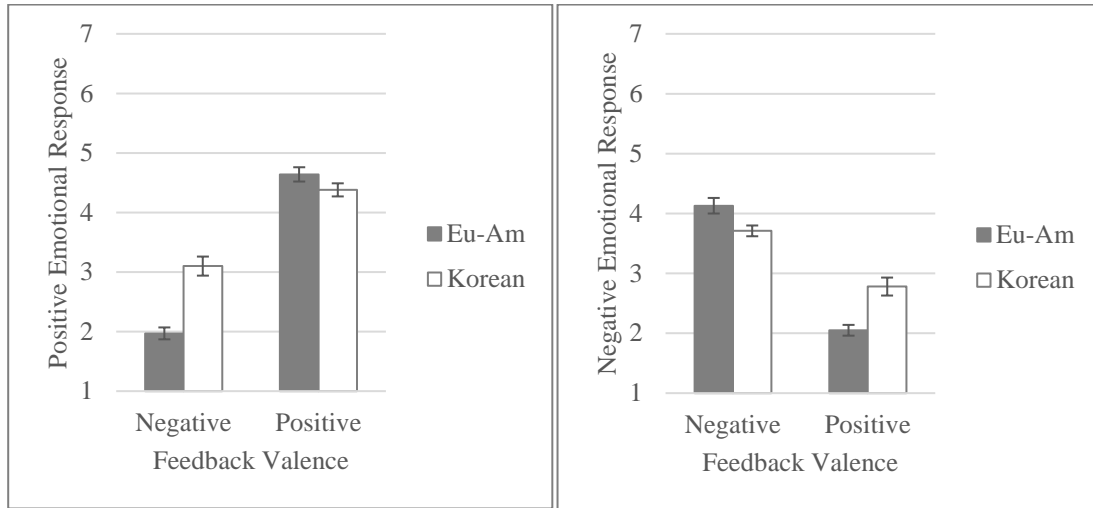 Positive Emotional Response
7
6
5
4
3
2
1
Negative Positive
Feedback Valence
Eu-Am
Korean
Negative Emotional Response
7
6
5
4
3
2
1
Negative Positive
Feedback Valence
Eu-Am
Korean